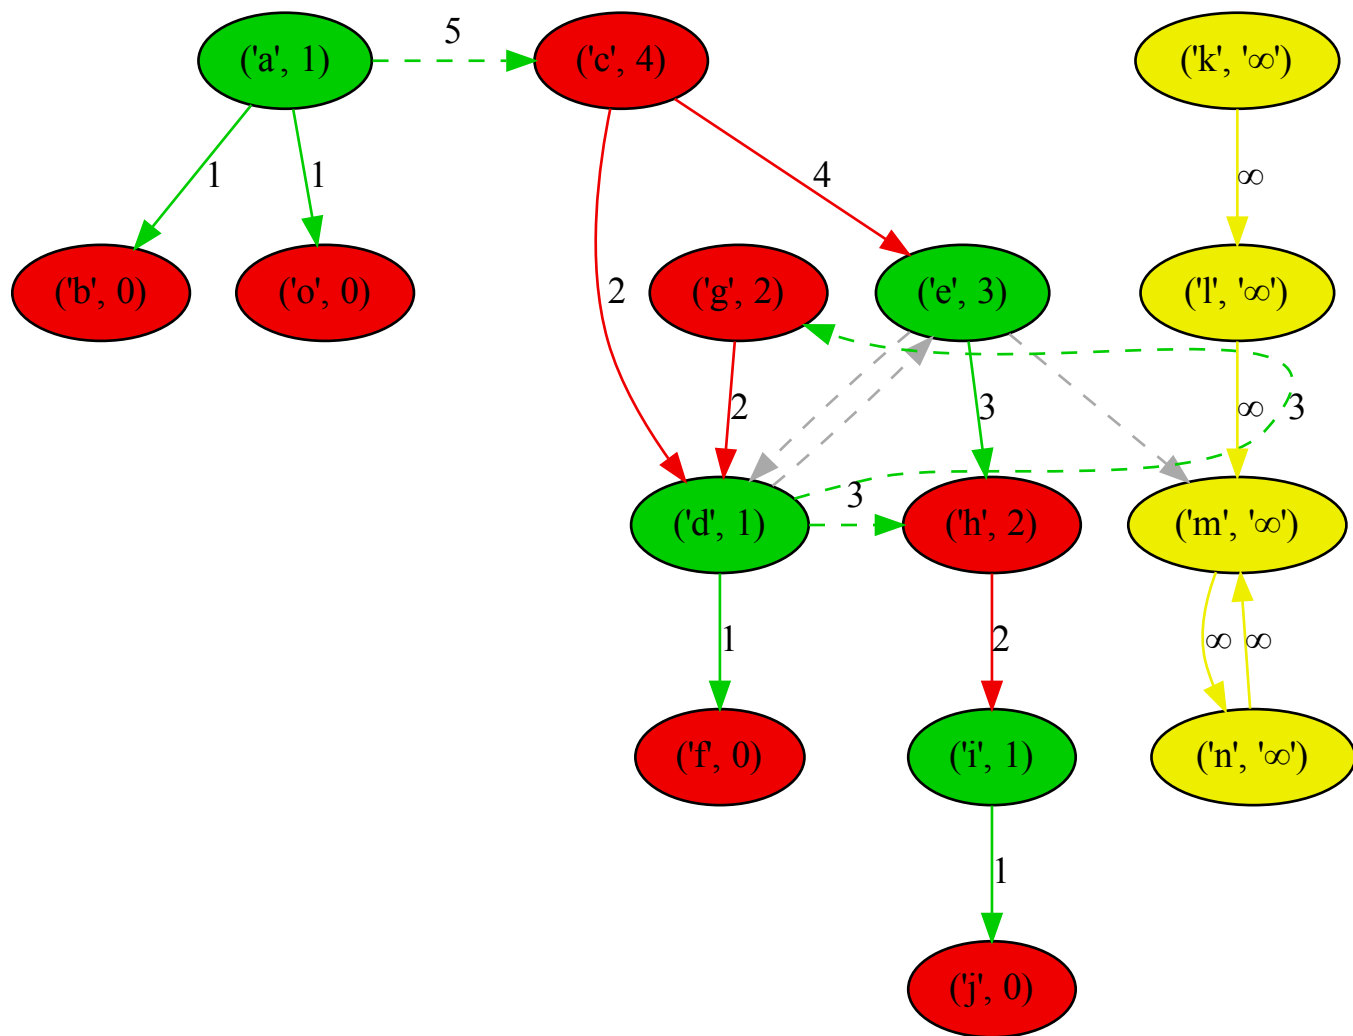 5
('a', 1)
('c', 4)
('k', '∞')
1
1
4
∞
2
('b', 0)
('o', 0)
('g', 2)
('e', 3)
('l', '∞')
2
3
3
∞
3
('d', 1)
('h', 2)
('m', '∞')
1
2
∞
∞
('f', 0)
('i', 1)
('n', '∞')
1
('j', 0)